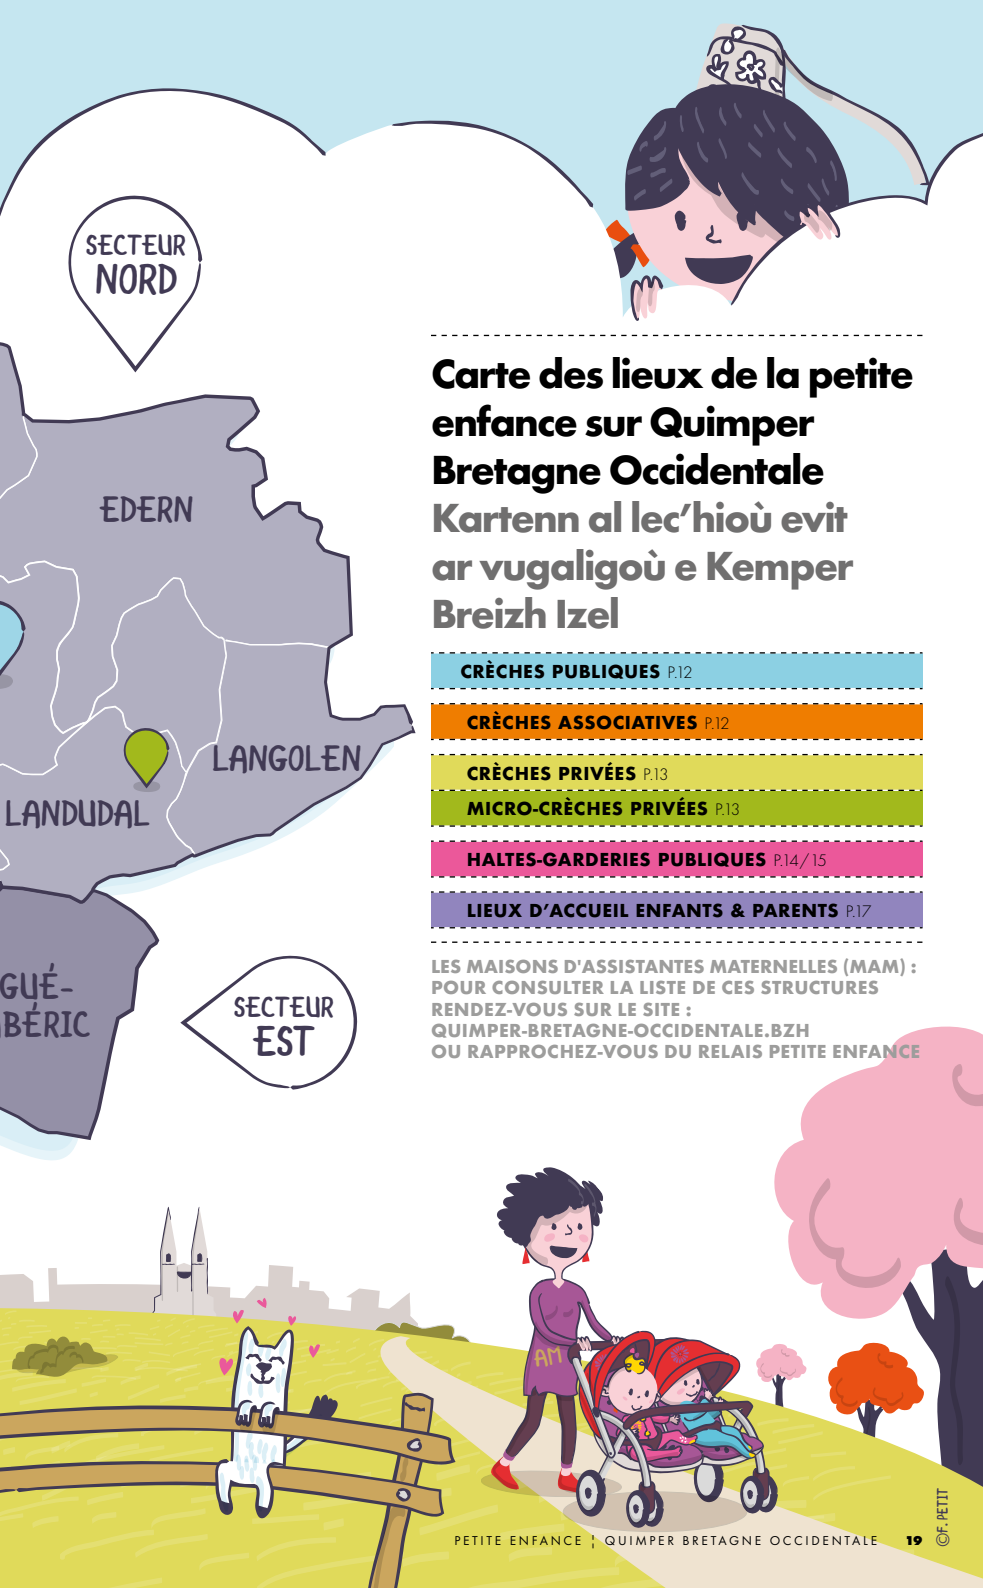 SECTEUR
NORD
EDERN
LANGOLEN
LANDUDAL
GUÉ-
BÉRIC
SECTEUR
EST
Carte des lieux de la petite
enfance sur Quimper
Bretagne Occidentale
Kartenn al lec’hioù evit
ar vugaligoù e Kemper
Breizh Izel
CRÈCHES PUBLIQUES P.12
CRÈCHES ASSOCIATIVES P.12
CRÈCHES PRIVÉES P.13
MICRO-CRÈCHES PRIVÉES P.13
HALTES-GARDERIES PUBLIQUES P.14/15
LIEUX D’ACCUEIL ENFANTS & PARENTS P.17
LES MAISONS D'ASSISTANTES MATERNELLES (MAM) :
POUR CONSULTER LA LISTE DE CES STRUCTURES
RENDEZ-VOUS SUR LE SITE :
QUIMPER-BRETAGNE-OCCIDENTALE.BZH
OU RAPPROCHEZ-VOUS DU RELAIS PETITE ENFANCE
AM
PETITE ENFANCE ¦ QUIMPER BRETAGNE OCCIDENTALE 19
©F. PETIT